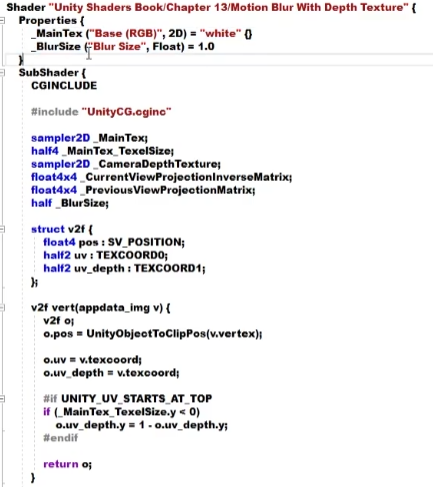 Shader "Unity Shaders Book/Chapter 13/Motion Blur With Depth Texture" {
Properties {
_MainTex ("Base (RGB)", 2D) = "white" {}
_BlurSize ("Blur Size", Float) = 1.0
}
SubShader {
CGINCLUDE
#include "UnityCG.cginc"
sampler2D _MainTex;
half4 _MainTex_TexelSize;
sampler2D _CameraDepthTexture;
float4x4 _CurrentViewProjectionInverseMatrix;
float4x4 _PreviousViewProjectionMatrix;
half _BlurSize;
struct v2f {
float4 pos : SV_POSITION;
half2 uv : TEXCOORD0;
half2 uv_depth : TEXCOORD1;
};
v2f vert(appdata_img v) {
v2f o;
o.pos = UnityObjectToClipPos(v.vertex);
o.uv = v.texcoord;
o.uv_depth = v.texcoord;
#if UNITY_UV_STARTS_AT_TOP
if (_MainTex_TexelSize.y < 0)
o.uv_depth.y = 1 - o.uv_depth.y;
#endif
return o;
}